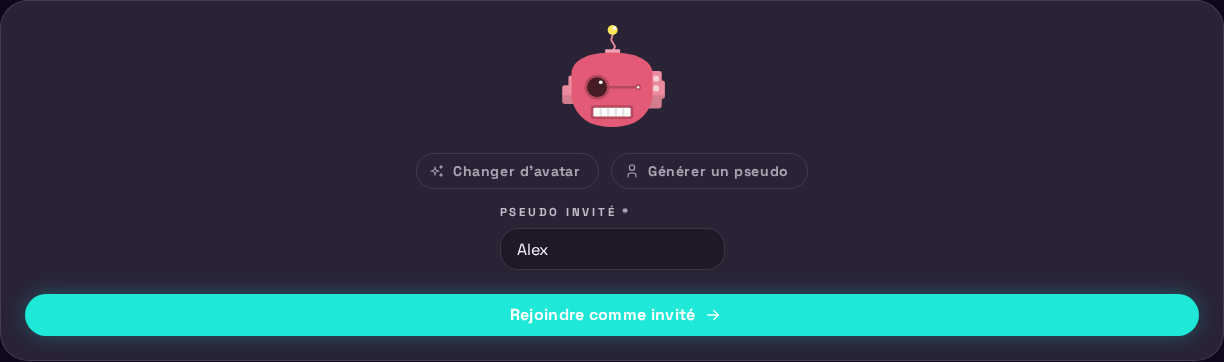 Changer d'avatar
Générer un pseudo
PSEUDO INVITÉ *
Alex
Rejoindre comme invité →